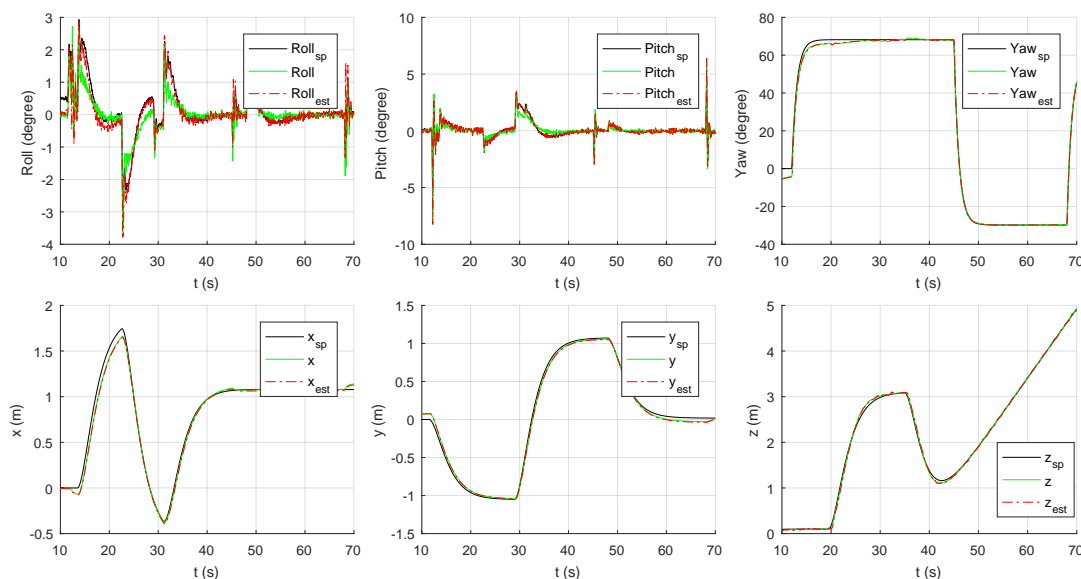 3
2
1
0
-1
-2
-3
-4
Roll (degree)
10 20 30 40 50 60 70
t (s)
Roll_sp
Roll
Roll_est
10
5
0
-5
-10
Pitch (degree)
10 20 30 40 50 60 70
t (s)
Pitch_sp
Pitch
Pitch_est
80
60
40
20
0
-20
-40
Yaw (degree)
10 20 30 40 50 60 70
t (s)
Yaw_sp
Yaw
Yaw_est
2
1.5
1
0.5
0
-0.5
x (m)
10 20 30 40 50 60 70
t (s)
x_sp
x
x_est
1.5
1
0.5
0
-0.5
-1
-1.5
y (m)
10 20 30 40 50 60 70
t (s)
y_sp
y
y_est
5
4
3
2
1
0
z (m)
10 20 30 40 50 60 70
t (s)
z_sp
z
z_est